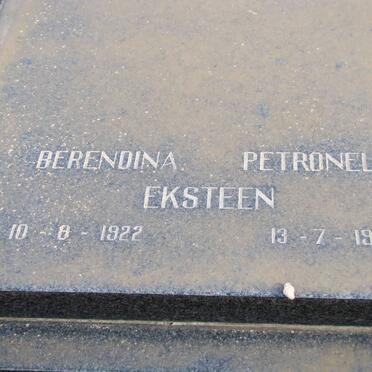 BERENDINA PETRONEL
EKSTEEN
10 - 8 - 1922 13 - 7 - 19